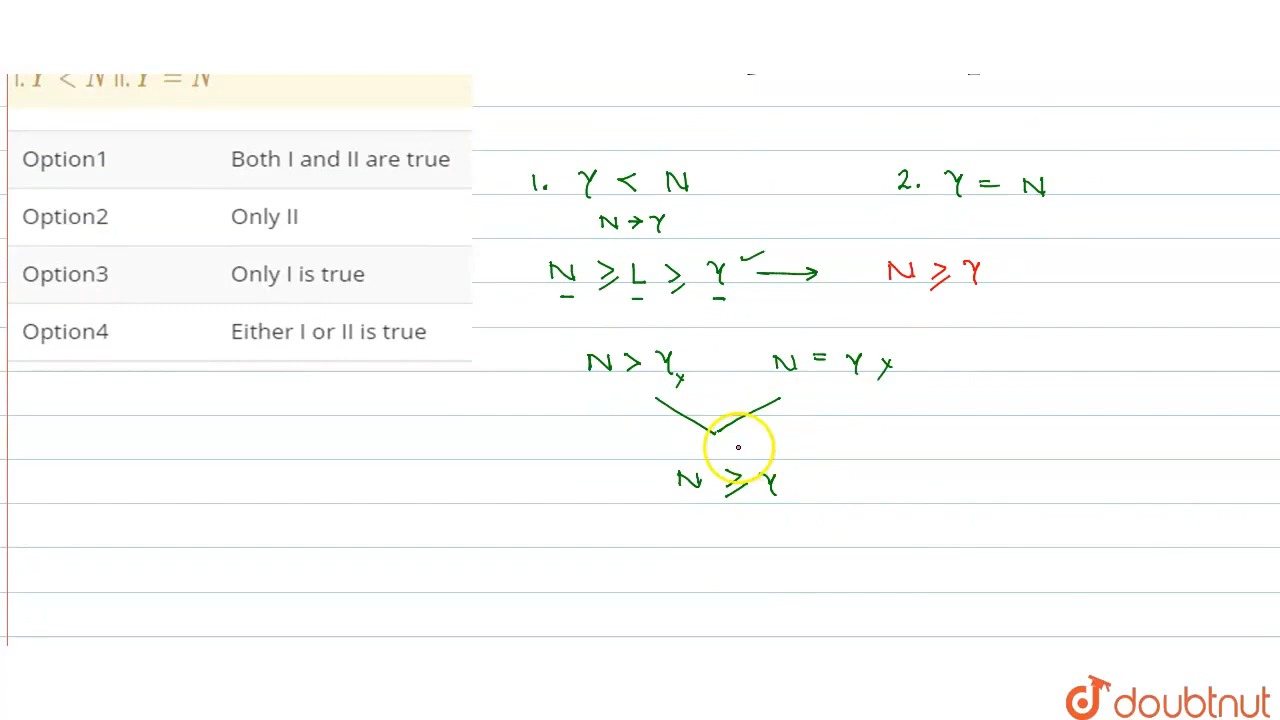 I. Y < N II. Y = N
Option1 Both I and II are true
Option2 Only II
Option3 Only I is true
Option4 Either I or II is true
1. Y < N
2. Y = N
N → Y
N ≥ L ≥ Y ✓ → N ≥ Y
N > Y x N = Y x
N ≥ Y
doubtnut